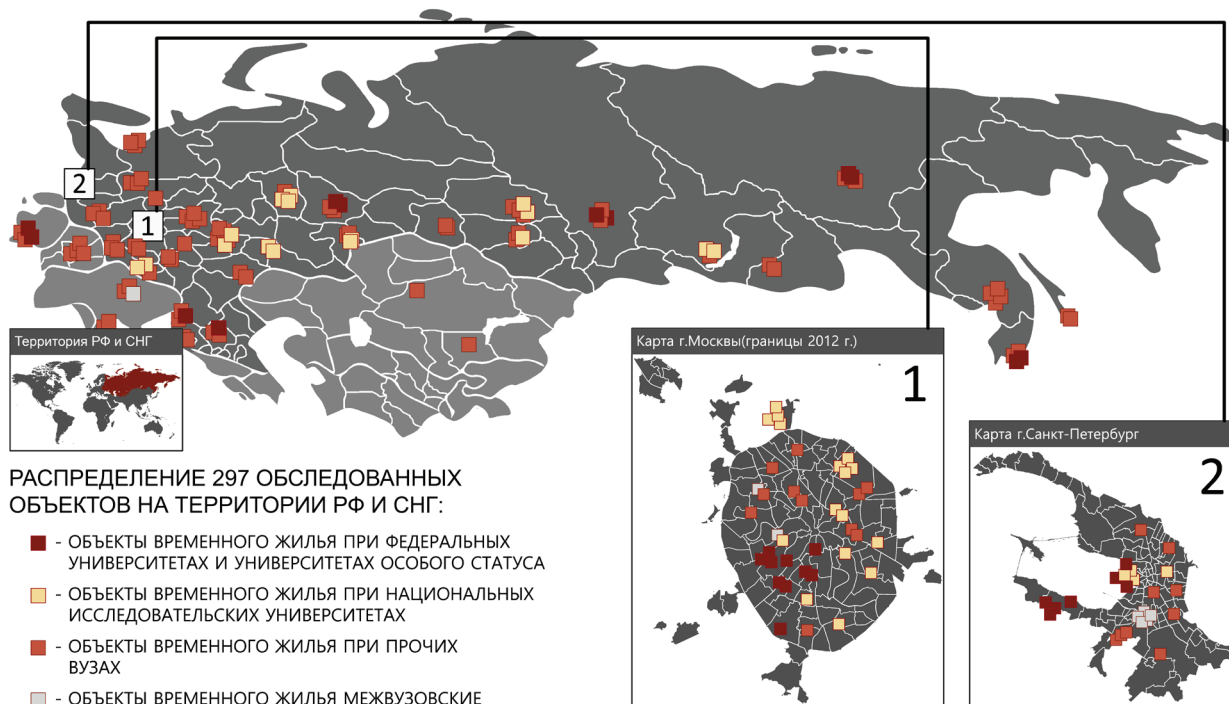 2
1
Территория РФ и СНГ
Карта г.Москвы(границы 2012 г.)
1
Карта г.Санкт-Петербург
2
РАСПРЕДЕЛЕНИЕ 297 ОБСЛЕДОВАННЫХ
ОБЪЕКТОВ НА ТЕРРИТОРИИ РФ И СНГ:
- ОБЪЕКТЫ ВРЕМЕННОГО ЖИЛЬЯ ПРИ ФЕДЕРАЛЬНЫХ
УНИВЕРСИТЕТАХ И УНИВЕРСИТЕТАХ ОСОБОГО СТАТУСА
- ОБЪЕКТЫ ВРЕМЕННОГО ЖИЛЬЯ ПРИ НАЦИОНАЛЬНЫХ
ИССЛЕДОВАТЕЛЬСКИХ УНИВЕРСИТЕТАХ
- ОБЪЕКТЫ ВРЕМЕННОГО ЖИЛЬЯ ПРИ ПРОЧИХ
ВУЗАХ
- ОБЪЕКТЫ ВРЕМЕННОГО ЖИЛЬЯ МЕЖВУЗОВСКИЕ